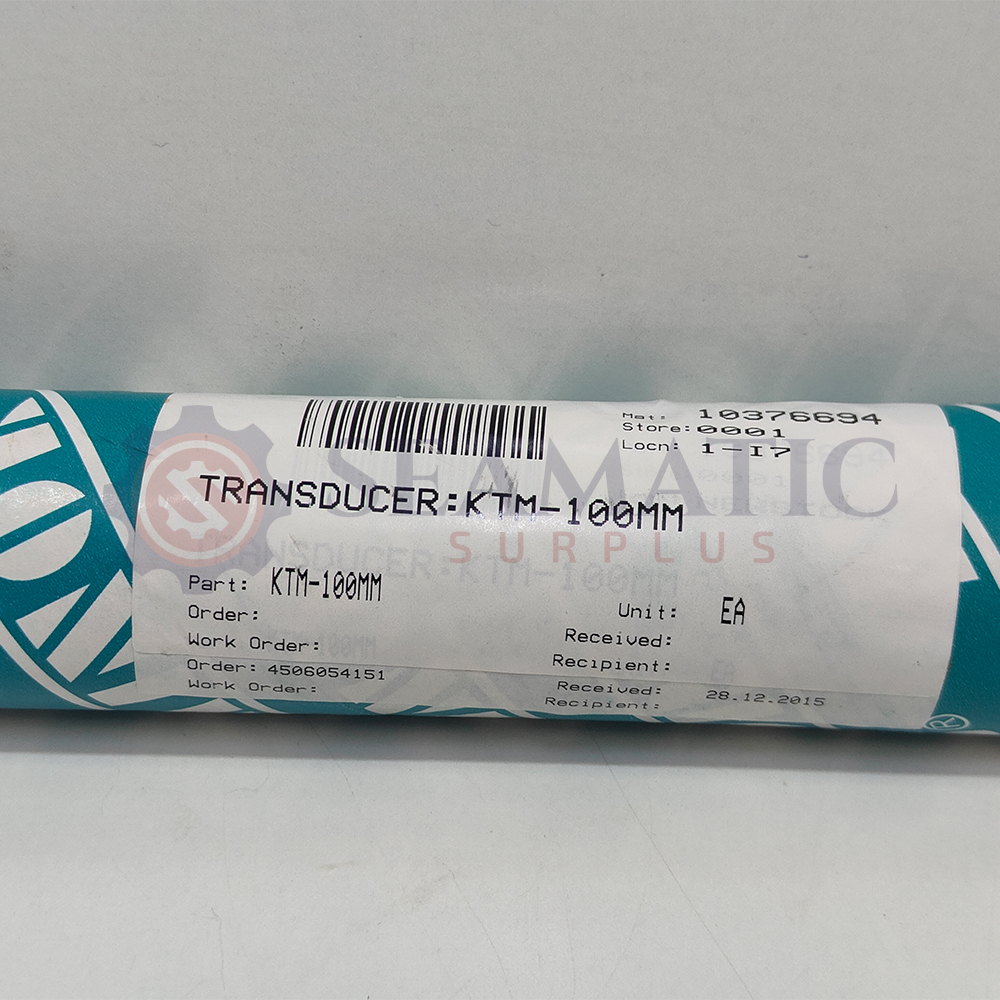 Mat: 10376694
Store: 0001
Locn: 1-I7
TRANSDUCER:KTM-100MM
SEAMATIC
SURPLUS
Part: KTM-100MM
Unit: EA
Order:
Received:
Work Order:
Recipient:
Order: 4506054151
Received: 28.12.2015
Work Order:
Recipient:
®